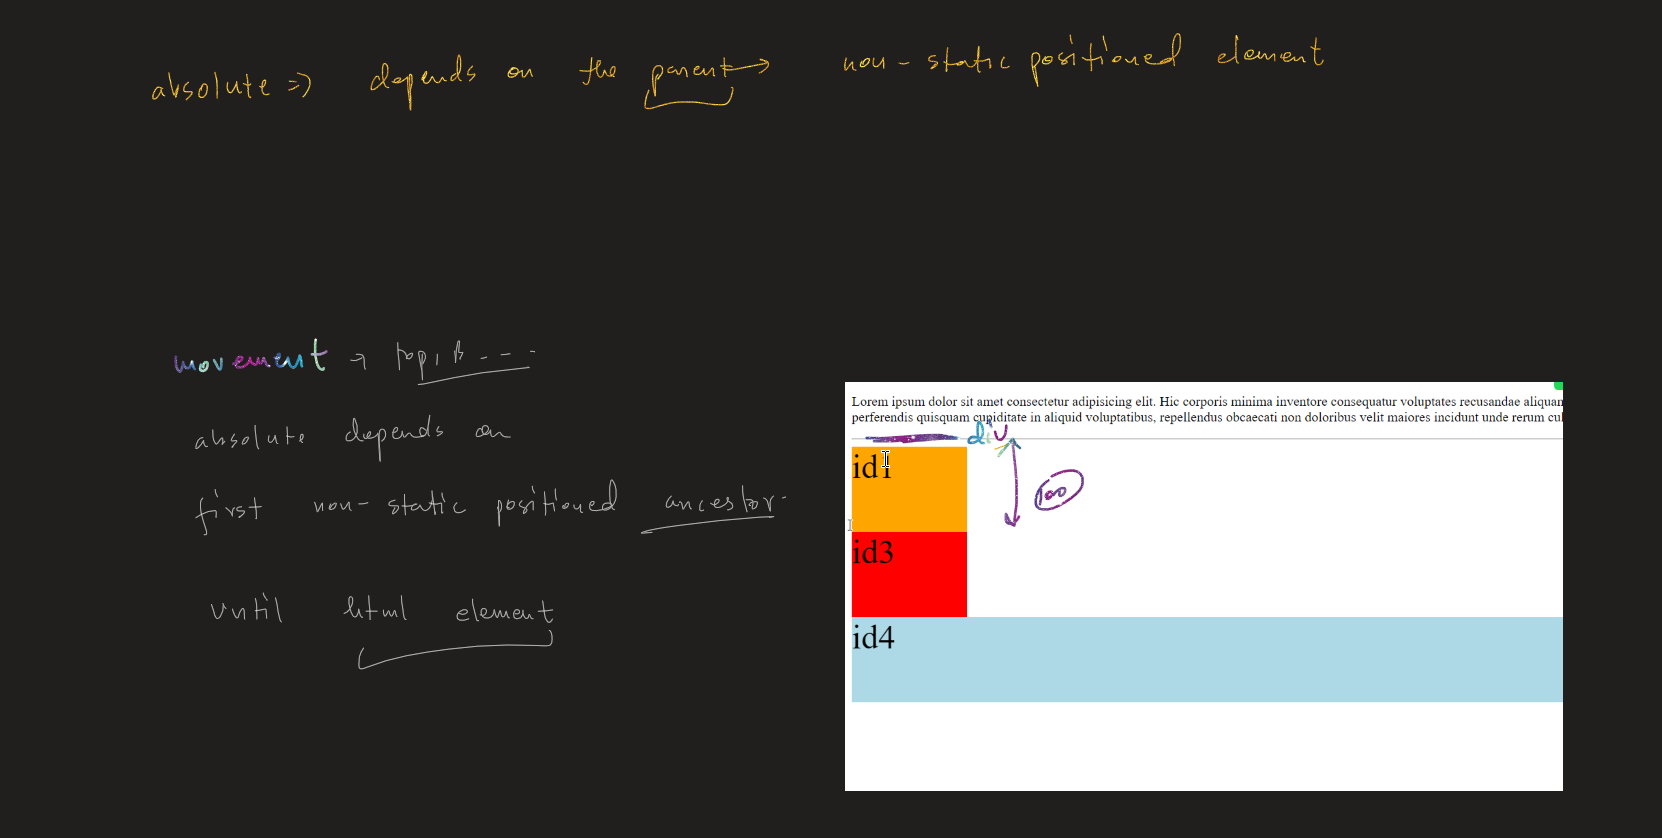 absolute => depends on the parent → non-static positioned element
movement → top, B - - - -
absolute depends on
first non-static positioned ancestor.
until html element
Lorem ipsum dolor sit amet consectetur adipisicing elit. Hic corporis minima inventore consequatur voluptates recusandae aliquam
perferendis quisquam cupiditate in aliquid voluptatibus, repellendus obcaecati non doloribus velit maiores incidunt unde rerum cul
div
id1
100
id3
id4